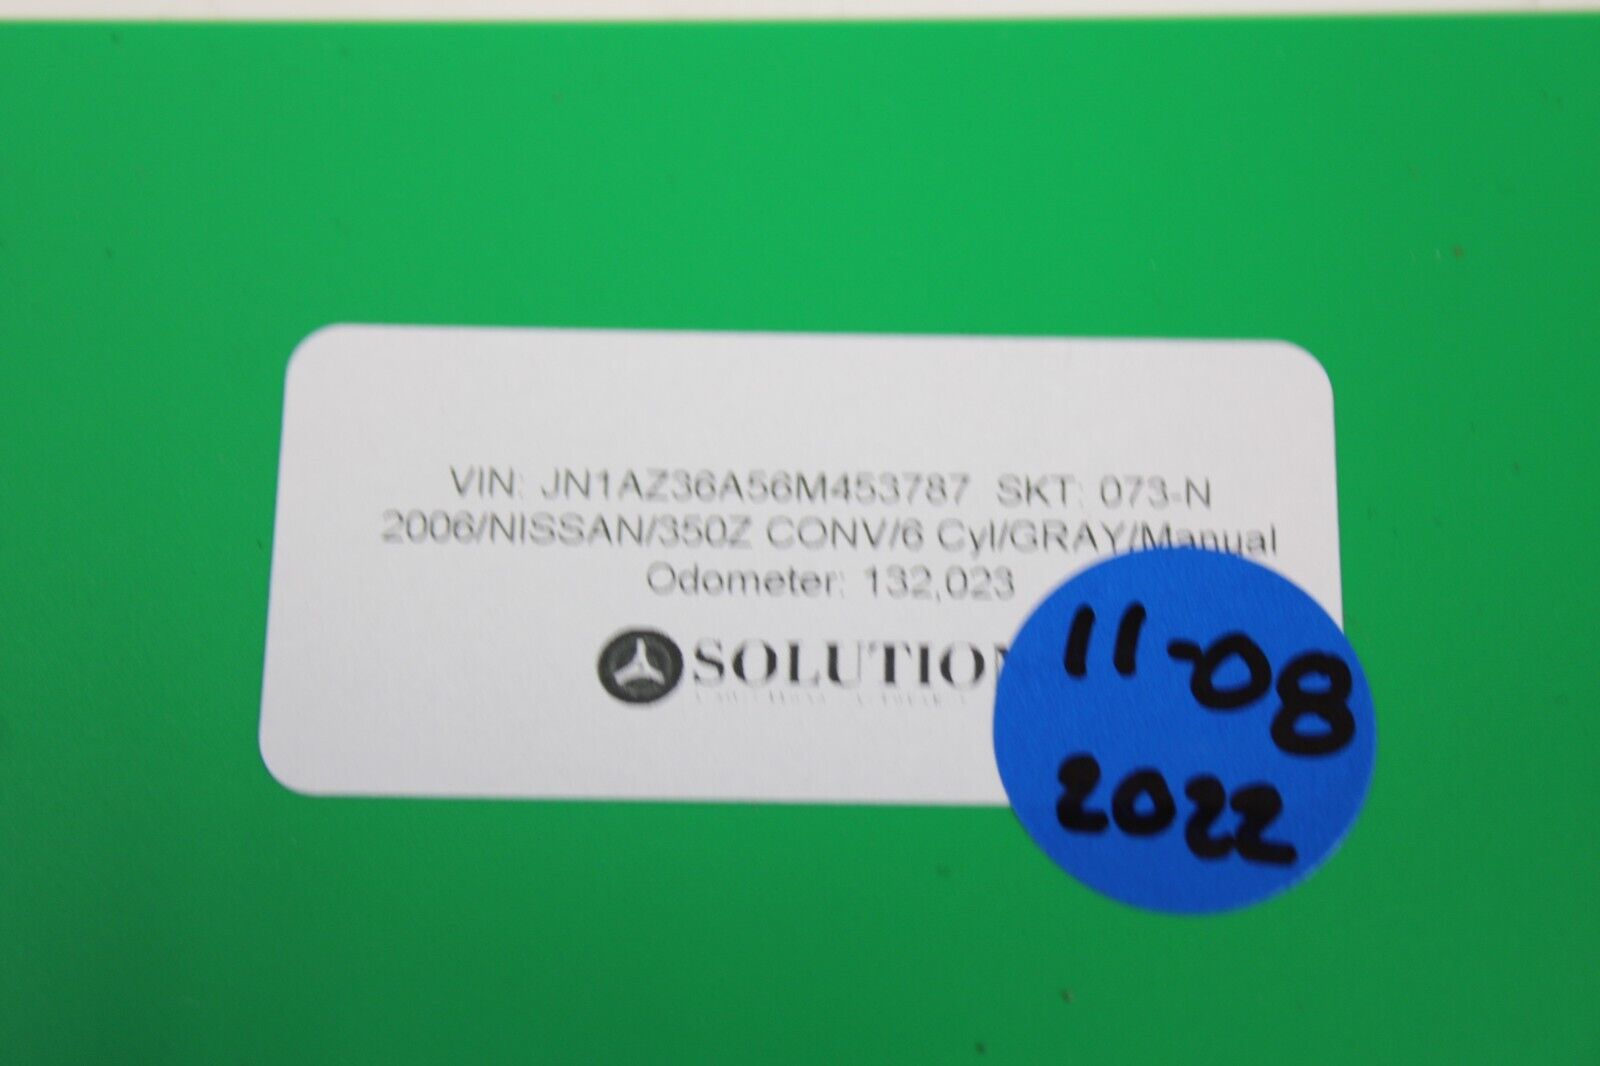 VIN: JN1AZ36A56M453787 SKT: 073-N
2006/NISSAN/350Z CONV/6 Cyl/GRAY/Manual
Odometer: 132,023
SOLUTION
11-08
2022